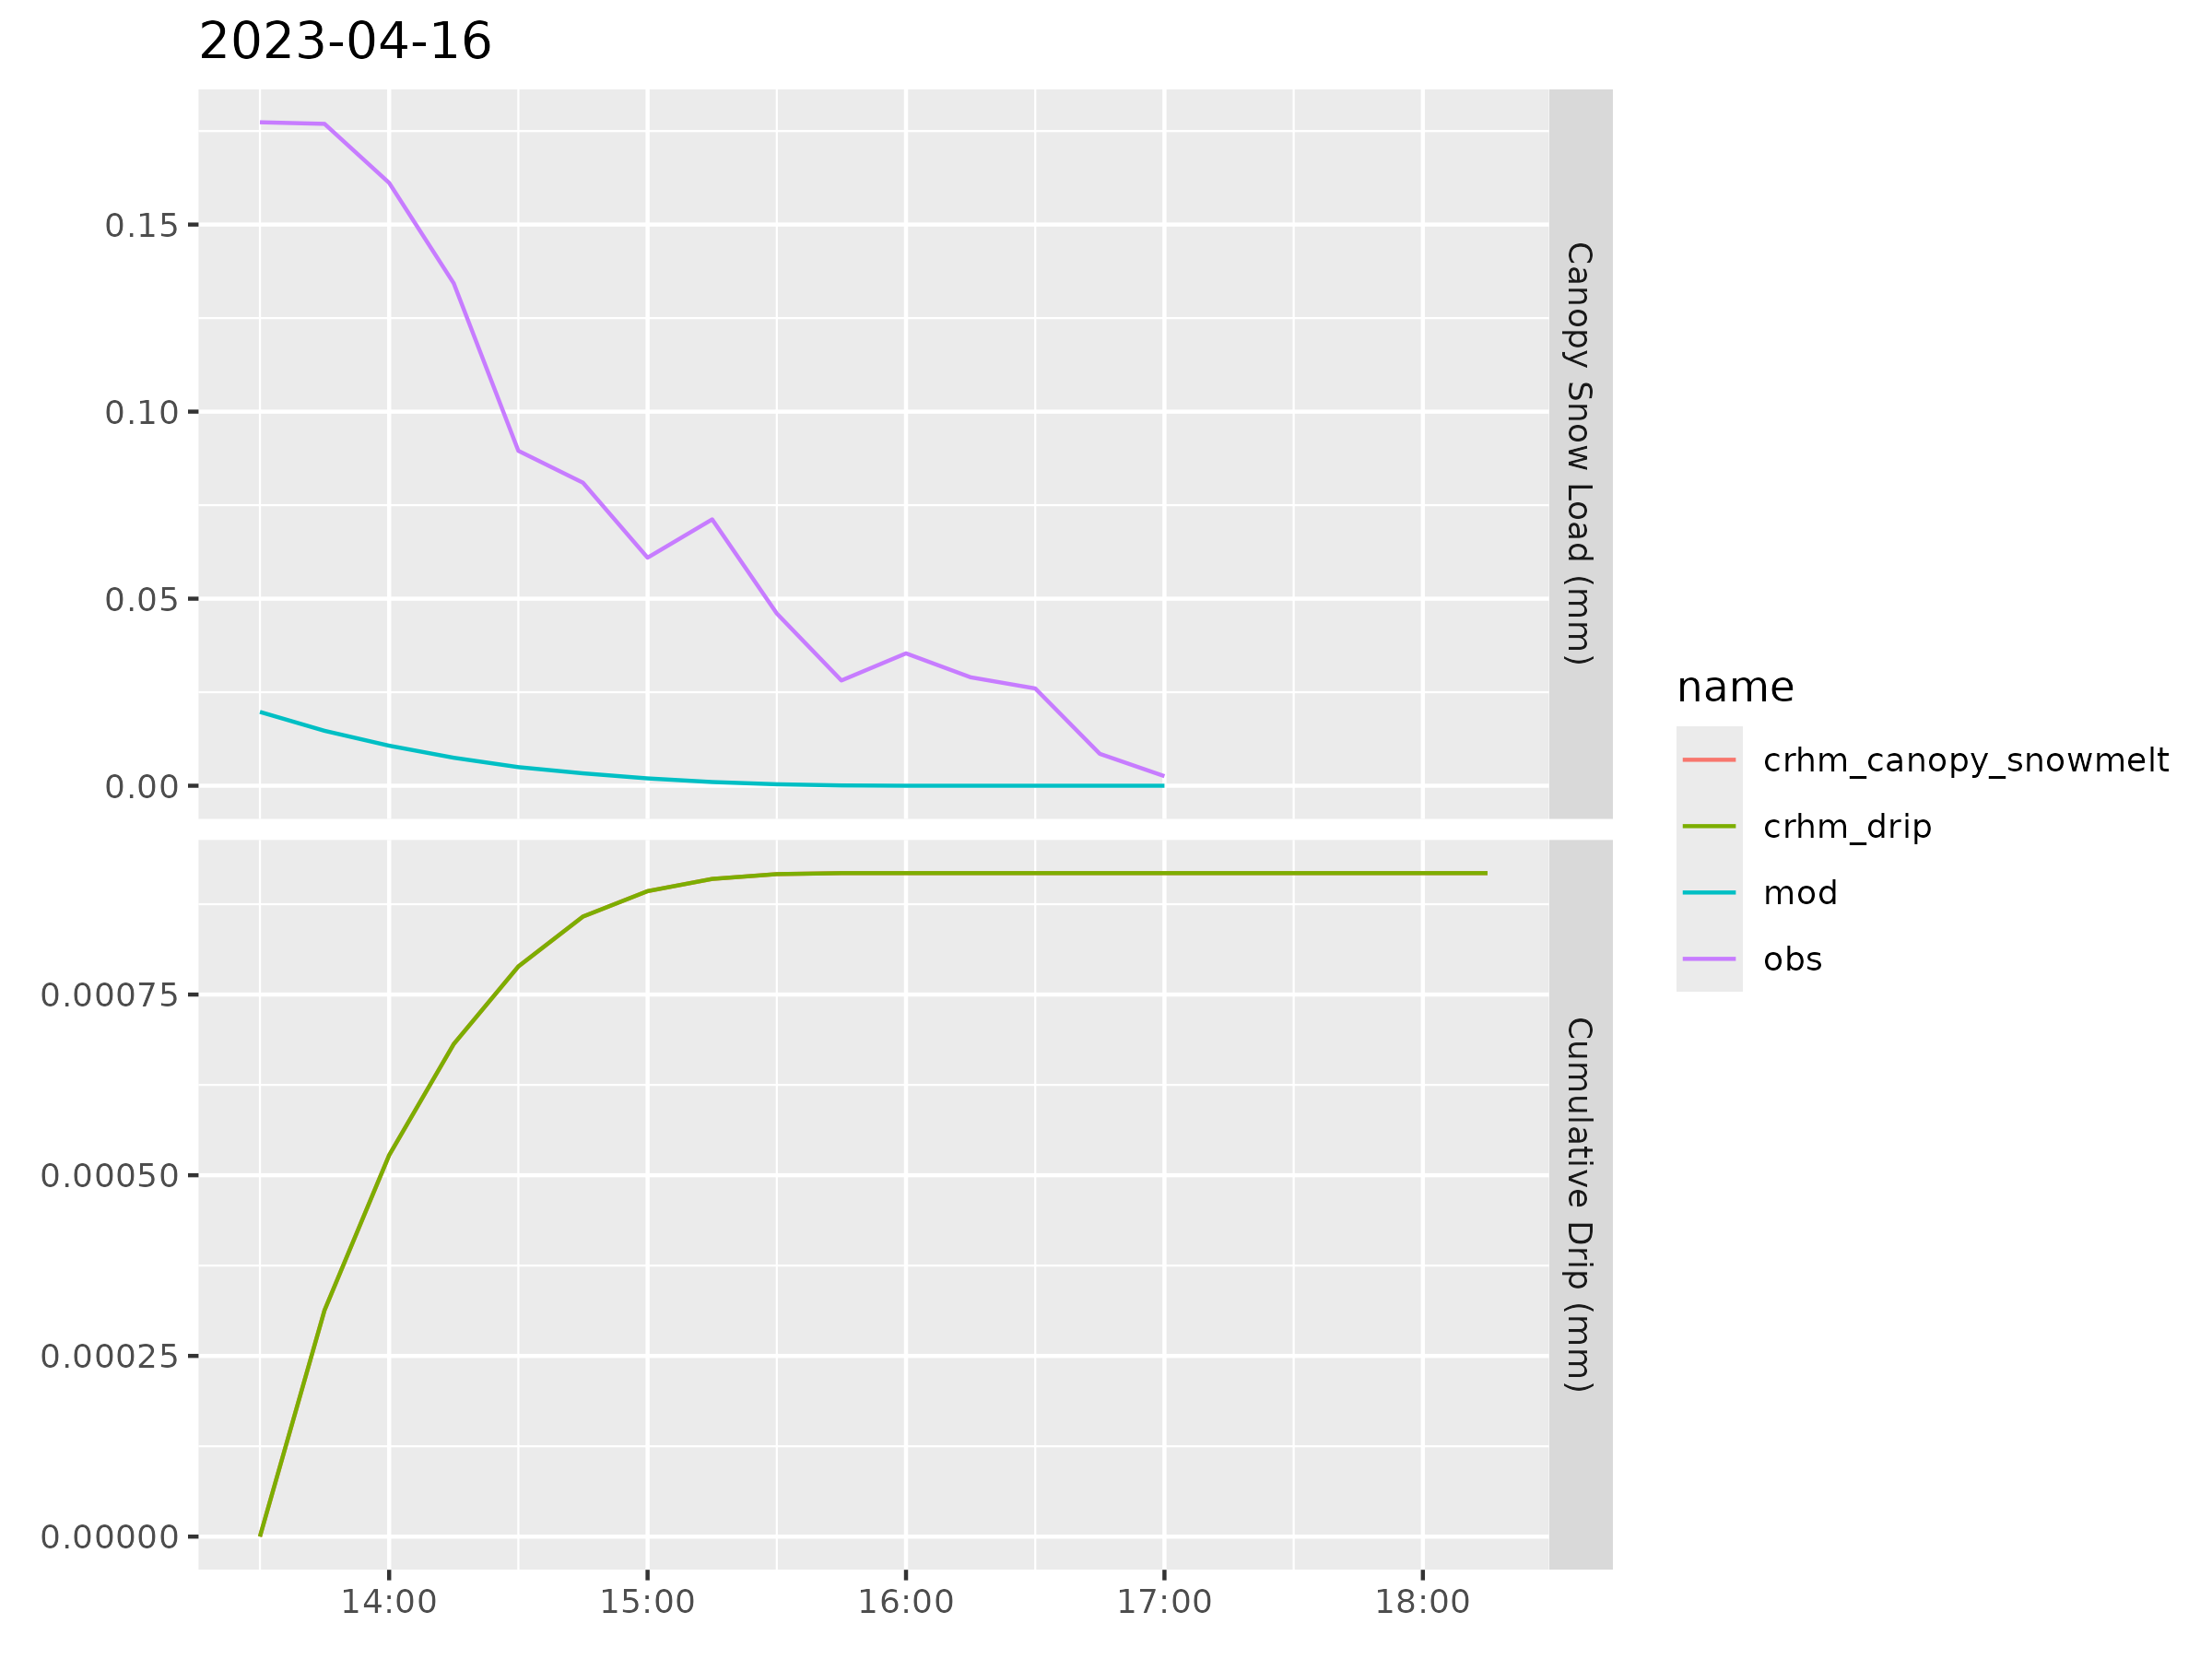 2023-04-16
0.15
0.10
0.05
0.00
Canopy Snow Load (mm)
0.00075
0.00050
0.00025
0.00000
Cumulative Drip (mm)
14:00 15:00 16:00 17:00 18:00
name
crhm_canopy_snowmelt
crhm_drip
mod
obs